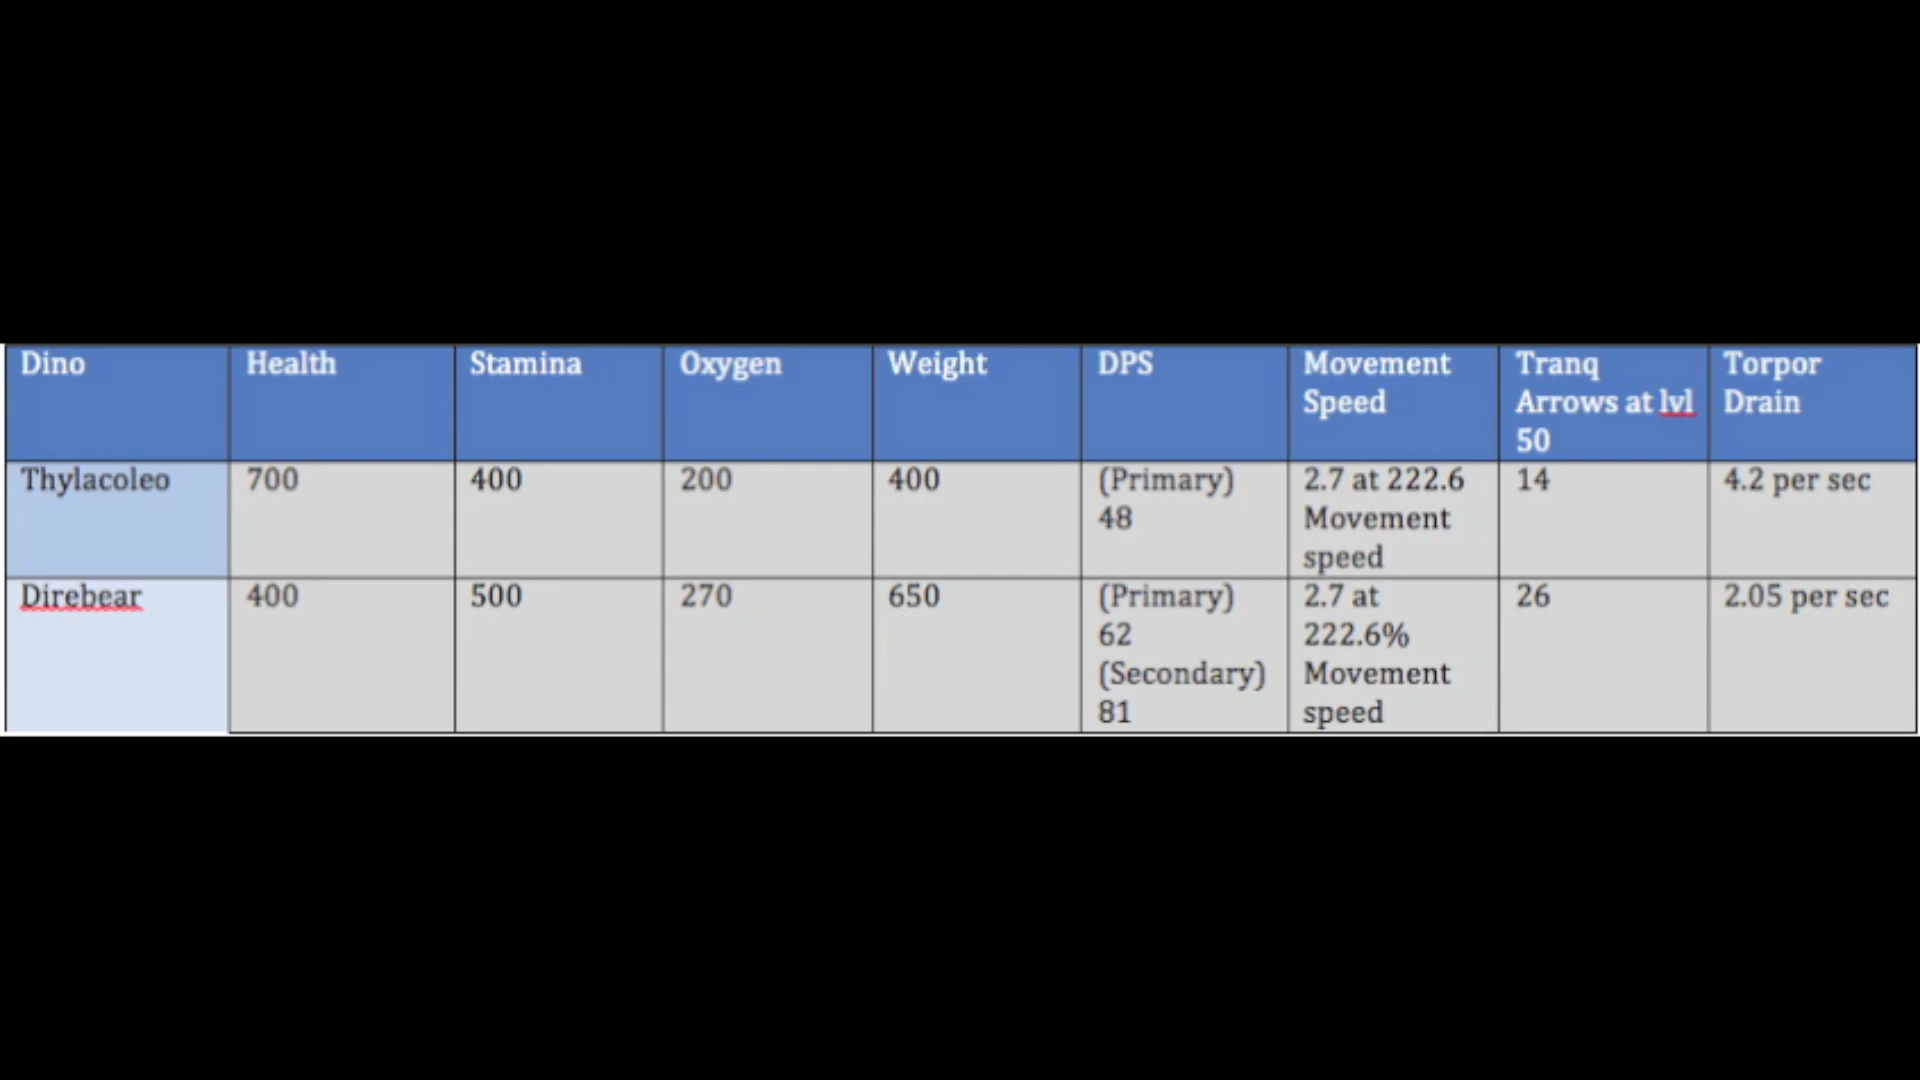 Dino Health Stamina Oxygen Weight DPS Movement Speed Tranq Arrows at lvl 50 Torpor Drain
Thylacoleo 700 400 200 400 (Primary) 48 2.7 at 222.6 Movement speed 14 4.2 per sec
Direbear 400 500 270 650 (Primary) 62 (Secondary) 81 2.7 at 222.6% Movement speed 26 2.05 per sec